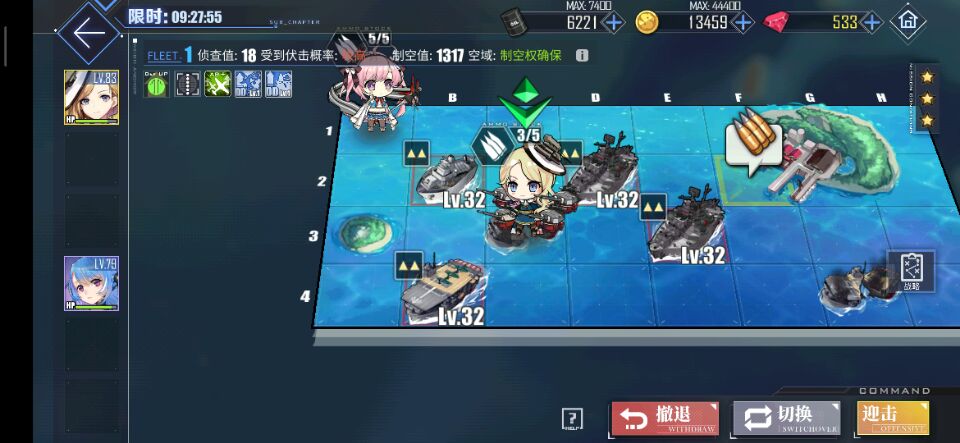 限时: 09:27:55
SUB_CHAPTER
MAX: 7400
6221
MAX: 44400
13459
533
FLEET. 1 侦查值: 18 受到伏击概率: 制空值: 1317 空域: 制空权确保
AMMO STOCK
5/5
LV.83
HP
B D E F G H
AMMO STOCK
3/5
1
2
Lv.32
Lv.32
3
Lv.32
LV.79
HP
4
Lv.32
战略
?
HELP
COMMAND
撤退
WITHDRAW
切换
SWITCHOVER
迎击
OFFENSIVE